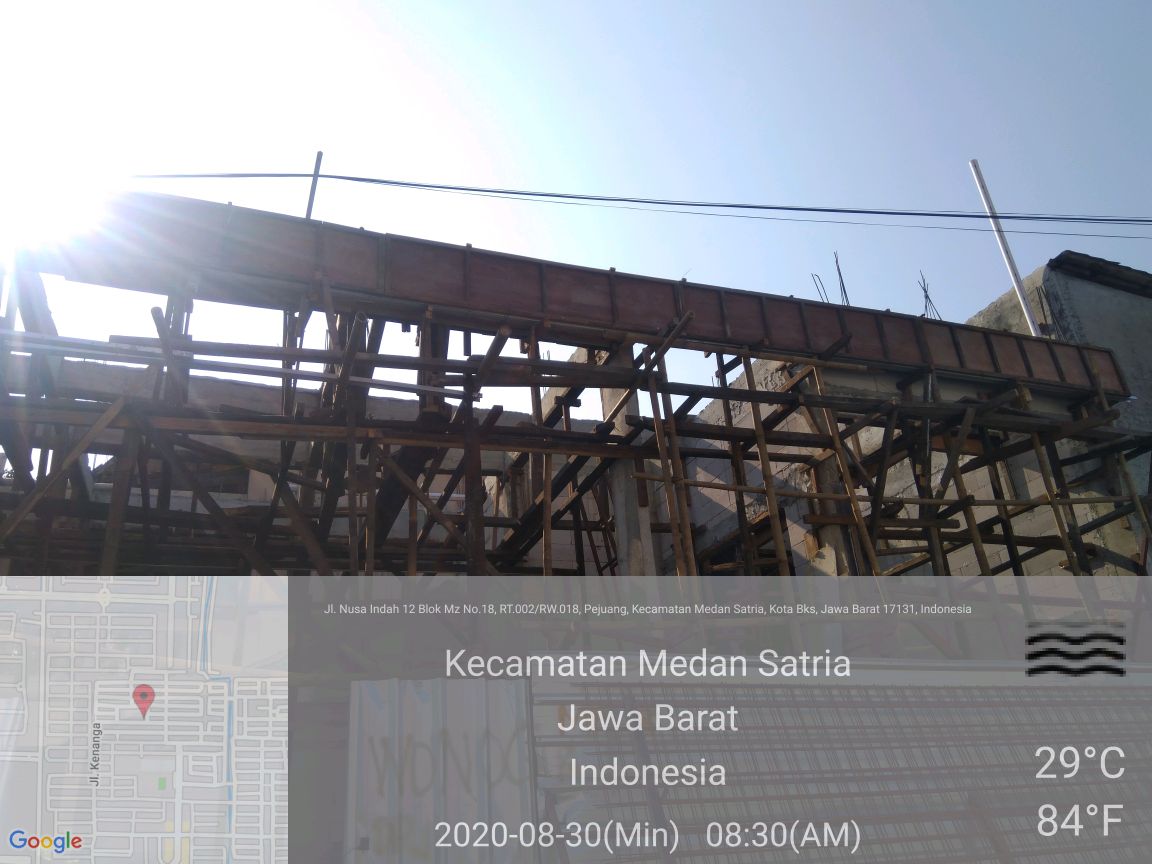 Jl. Nusa Indah 12 Blok Mz No.18, RT.002/RW.018, Pejuang, Kecamatan Medan Satria, Kota Bks, Jawa Barat 17131, Indonesia
Kecamatan Medan Satria
Jawa Barat
Indonesia
29°C
84°F
2020-08-30(Min) 08:30(AM)
Jl. Kenanga
Google